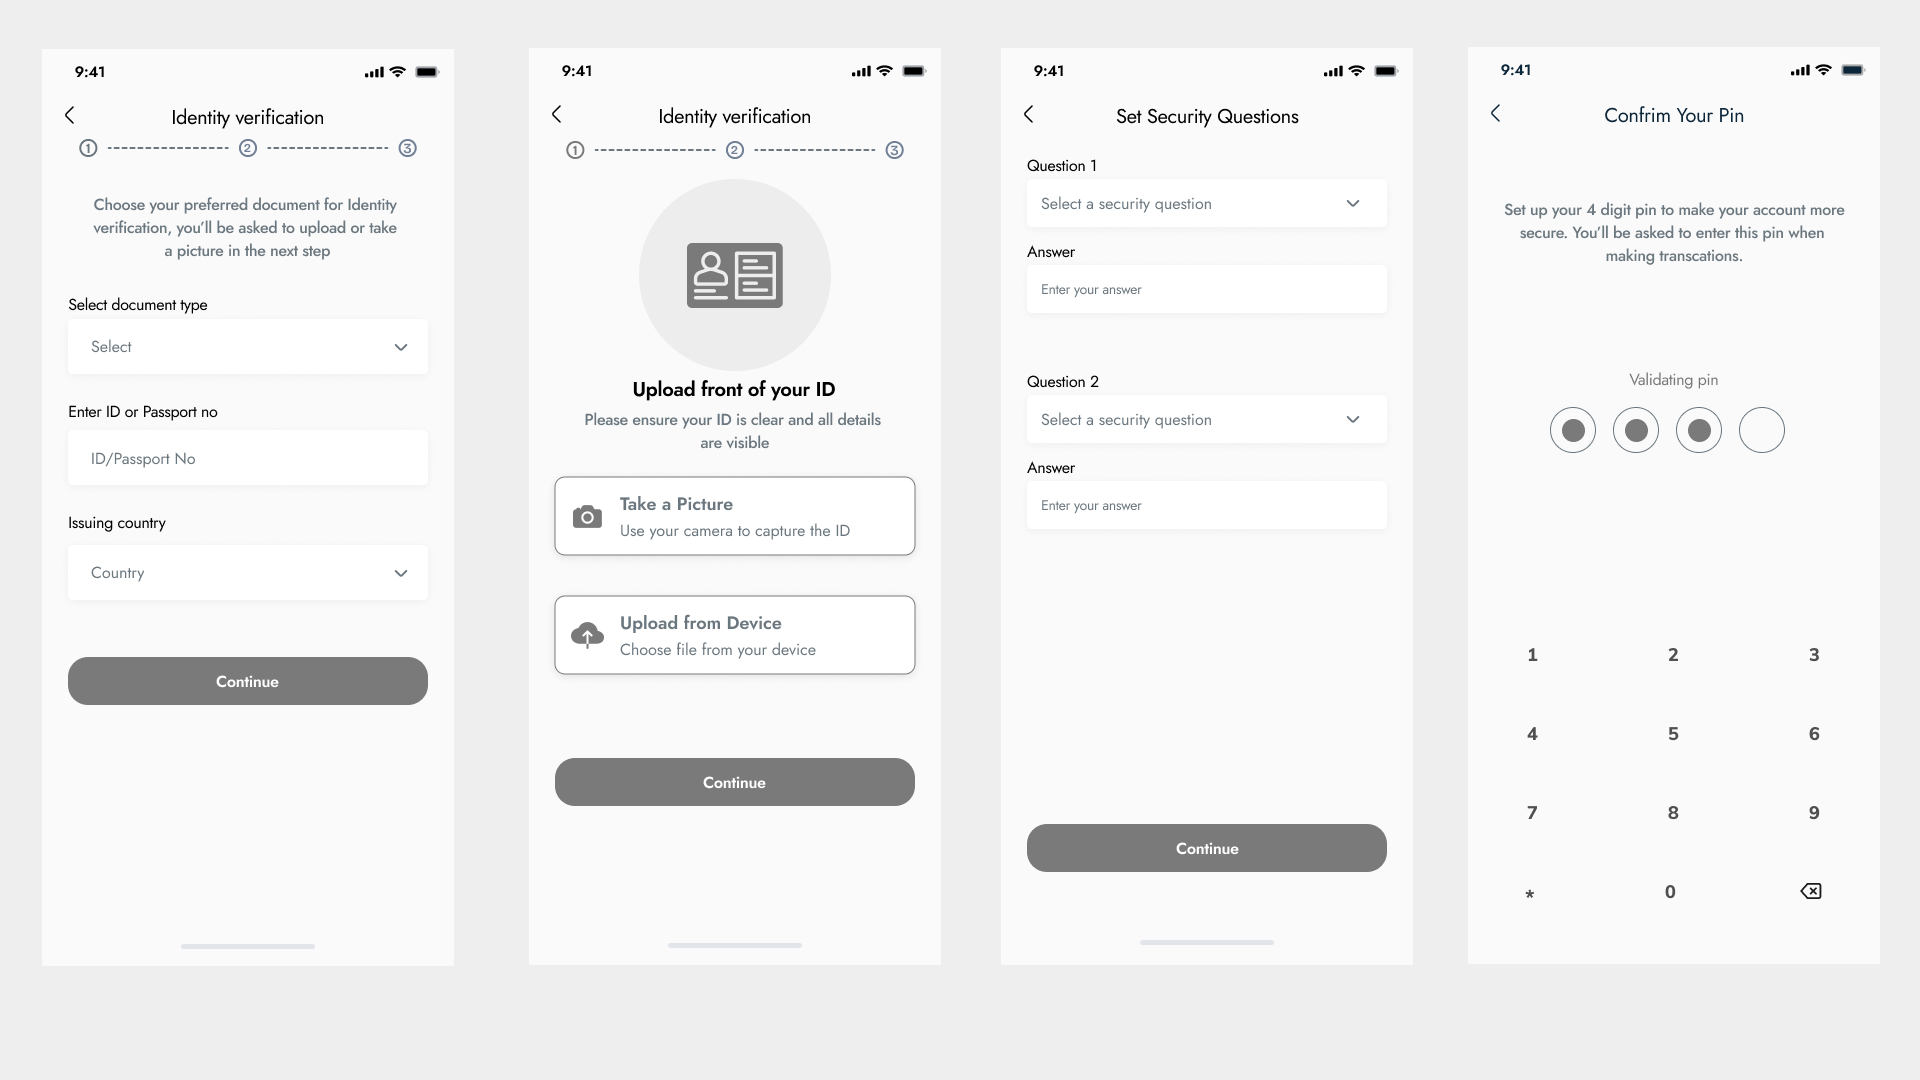 9:41
Identity verification
1 2 3
Choose your preferred document for Identity
verification, you'll be asked to upload or take
a picture in the next step
Select document type
Select
Enter ID or Passport no
ID/Passport No
Issuing country
Country
Continue
9:41
Identity verification
1 2 3
Upload front of your ID
Please ensure your ID is clear and all details
are visible
Take a Picture
Use your camera to capture the ID
Upload from Device
Choose file from your device
Continue
9:41
Set Security Questions
Question 1
Select a security question
Answer
Enter your answer
Question 2
Select a security question
Answer
Enter your answer
Continue
9:41
Confrim Your Pin
Set up your 4 digit pin to make your account more
secure. You'll be asked to enter this pin when
making transcations.
Validating pin
1 2 3
4 5 6
7 8 9
* 0